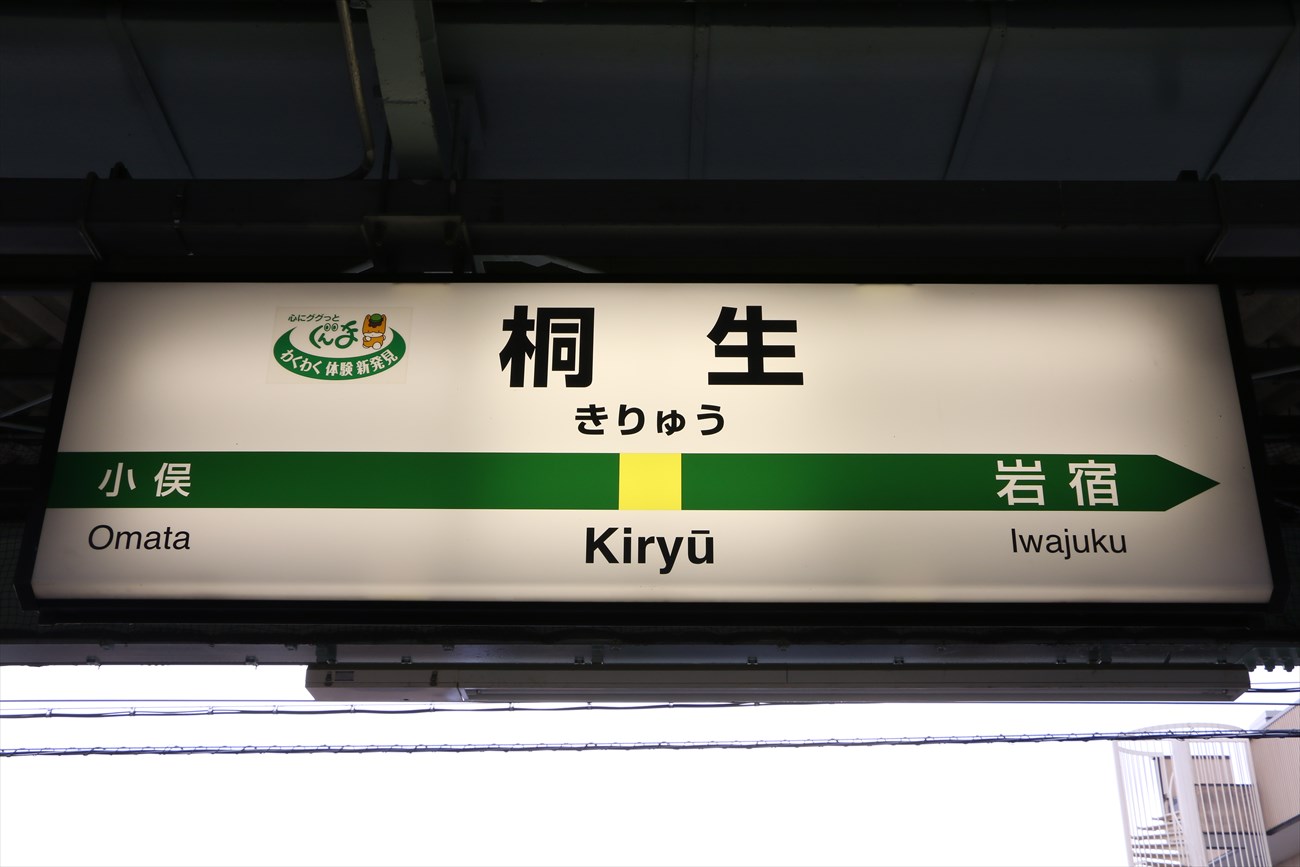 心にググっと
ぐんま
わくわく 体験 新発見
桐生
きりゅう
小俣
岩宿
Omata
Kiryū
Iwajuku